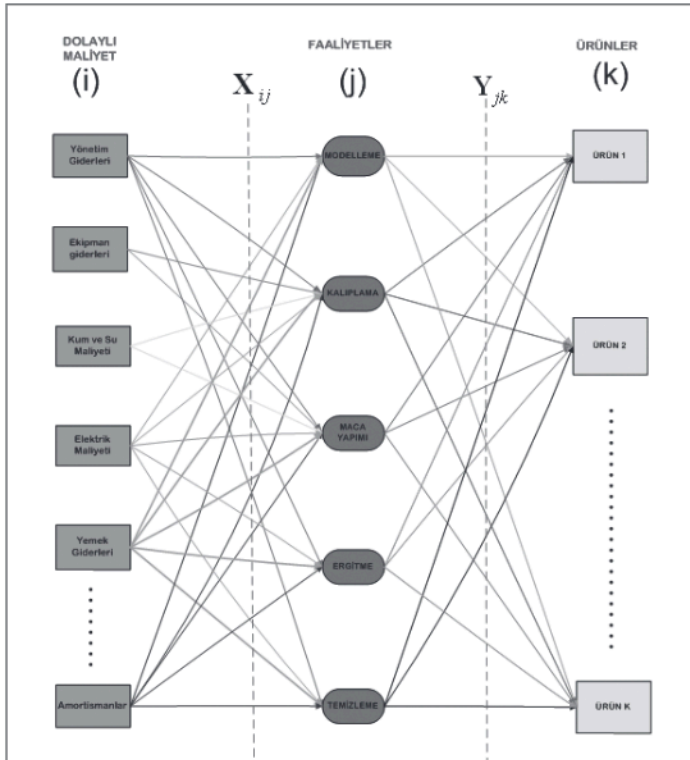 DOLAYLI
MALİYET
(i)
X ij
FAALİYETLER
(j)
Y jk
ÜRÜNLER
(k)
Yönetim
Giderleri
MODELLEME
ÜRÜN 1
Ekipman
giderleri
KALIPLAMA
Kum ve Su
Maliyeti
ÜRÜN 2
Elektrik
Maliyeti
MACA
YAPIMI
Yemek
Giderleri
ERGİTME
Amortismanlar
TEMİZLEME
ÜRÜN K